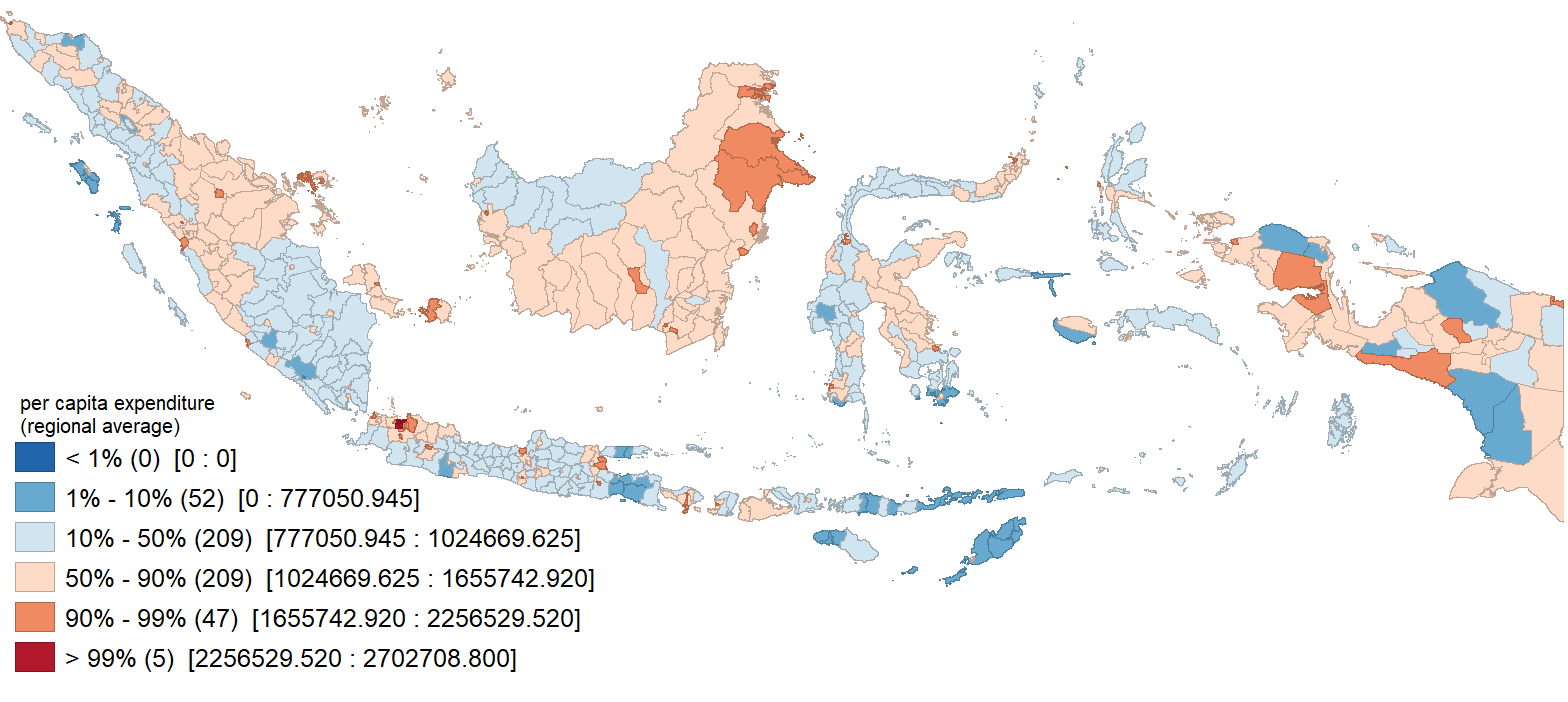 per capita expenditure
(regional average)
< 1% (0)  [0 : 0]
1% - 10% (52)  [0 : 777050.945]
10% - 50% (209)  [777050.945 : 1024669.625]
50% - 90% (209)  [1024669.625 : 1655742.920]
90% - 99% (47)  [1655742.920 : 2256529.520]
> 99% (5)  [2256529.520 : 2702708.800]